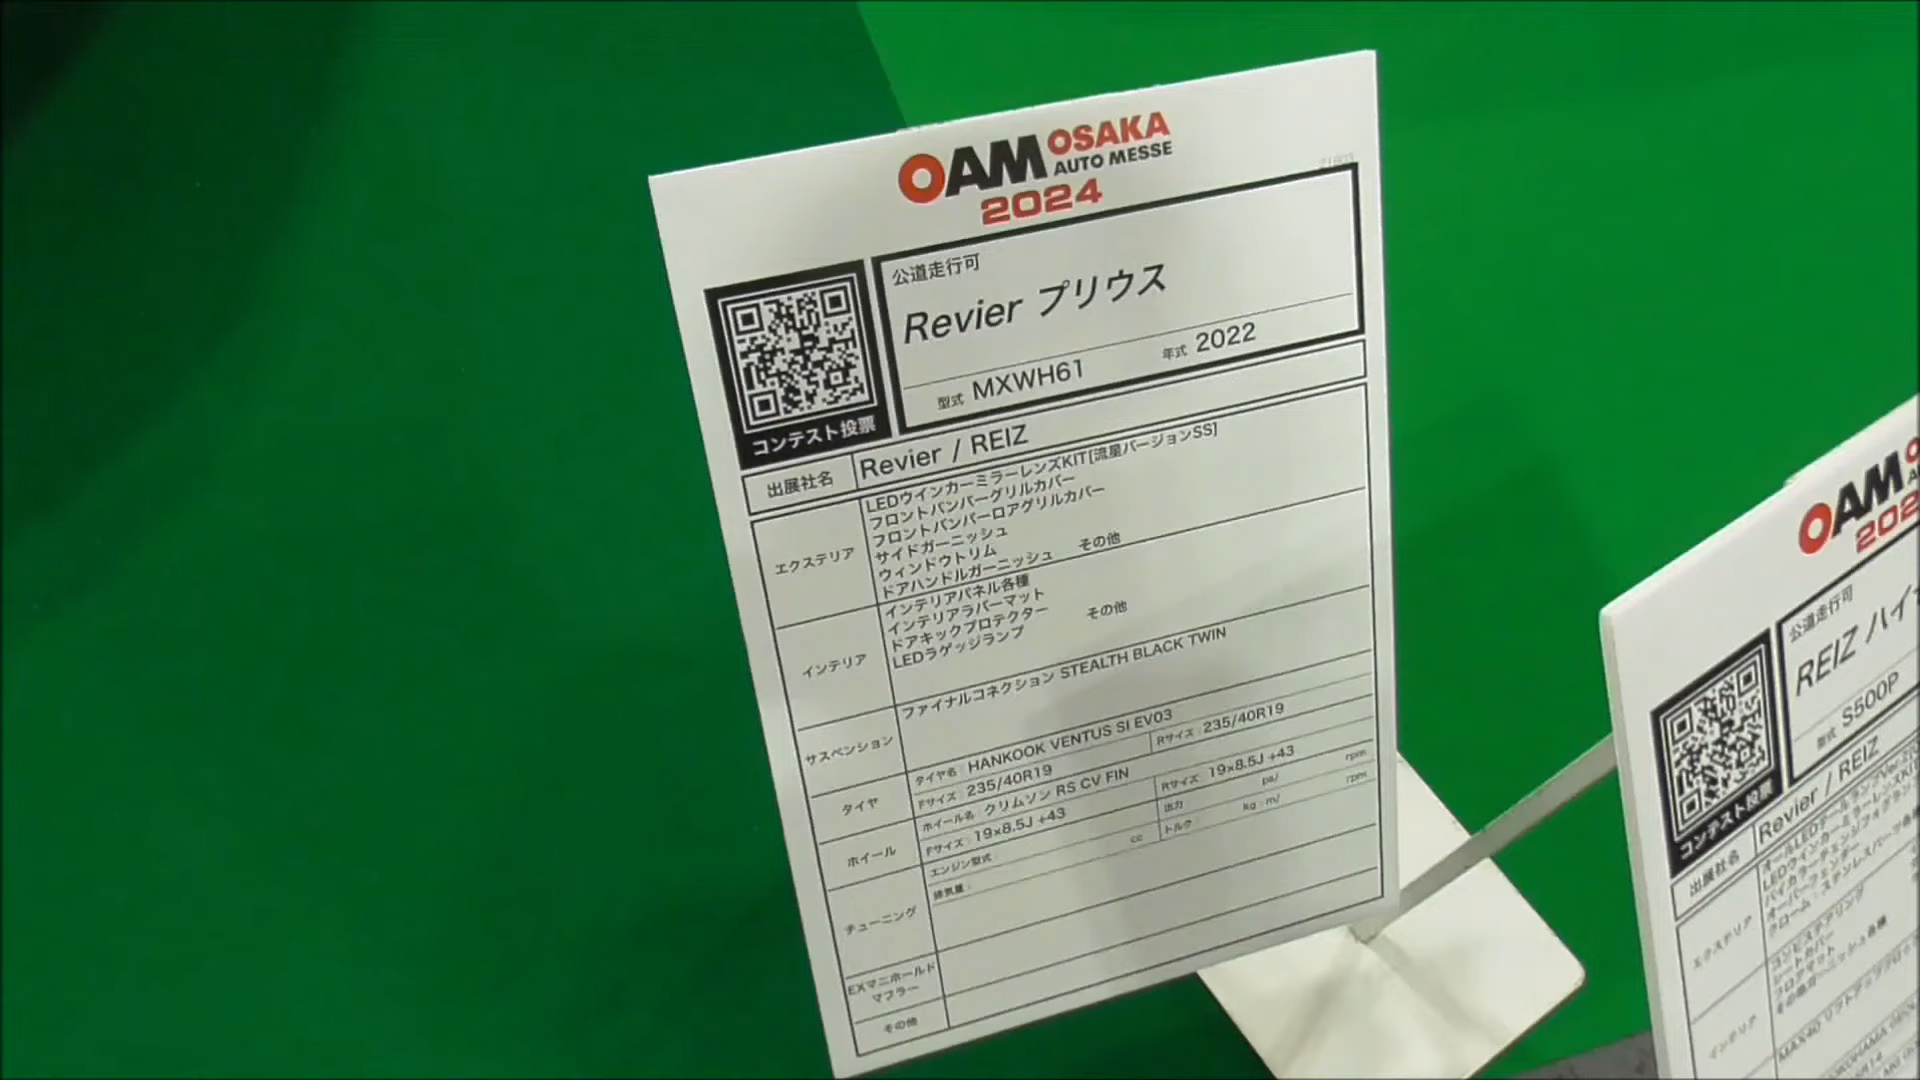 OAM OSAKA
AUTO MESSE
2024
公道走行可
Revier プリウス
型式 MXWH61 年式 2022
コンテスト投票
出展社名 Revier / REIZ
エクステリア
LEDウインカーミラーレンズKIT[流星バージョンSS]
フロントバンパーグリルカバー
フロントバンパーロアグリルカバー
サイドガーニッシュ
ウィンドウトリム
ドアハンドルガーニッシュ その他
インテリア
インテリアパネル各種
インテリアラバーマット
ドアキックプロテクター その他
LEDラゲッジランプ
サスペンション
ファイナルコネクション STEALTH BLACK TWIN
タイヤ
タイヤ名: HANKOOK VENTUS SI EV03
Fサイズ: 235/40R19 Rサイズ: 235/40R19
ホイール
ホイール名: クリムソン RS CV FIN
Fサイズ: 19×8.5J +43 Rサイズ 19×8.5J +43
チューニング
エンジン型式: 出力 ps/ rpm
排気量: cc トルク kg m/ rpm
EXマニホールド
マフラー
その他
OAM
公道走行可
REIZ ハイ
型式 S500P
コンテスト投票
出展社名 Revier / REIZ
エクステリア
インテリア